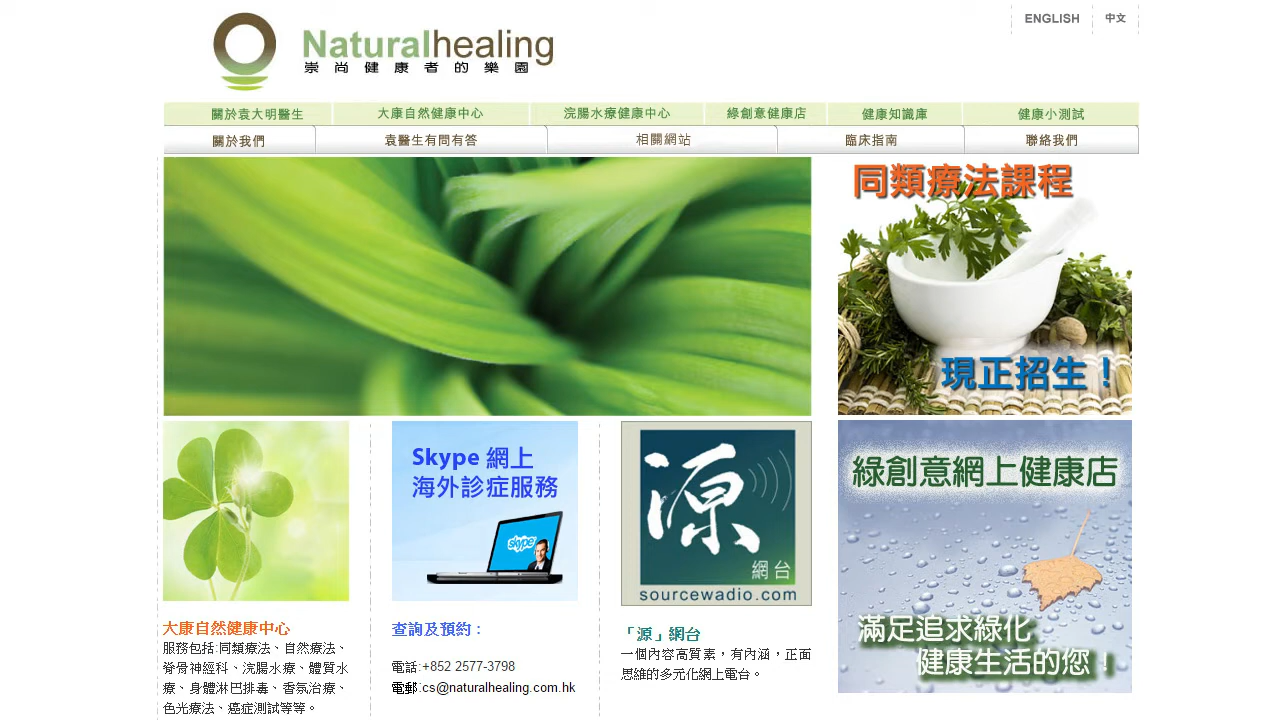 ENGLISH
中文
Naturalhealing
崇尚健康者的樂園
關於袁大明醫生
大康自然健康中心
浣腸水療健康中心
綠創意健康店
健康知識庫
健康小測試
關於我們
袁醫生有問有答
相關網站
臨床指南
聯絡我們
同類療法課程
現正招生！
Skype 網上
海外診症服務
skype
源
網台
sourcewadio.com
綠創意網上健康店
滿足追求綠化
健康生活的您！
大康自然健康中心
服務包括:同類療法、自然療法、
脊骨神經科、浣腸水療、體質水
療、身體淋巴排毒、香氛治療、
色光療法、癌症測試等等。
查詢及預約：
電話:+852 2577-3798
電郵:cs@naturalhealing.com.hk
「源」網台
一個內容高質素，有內涵，正面
思維的多元化網上電台。